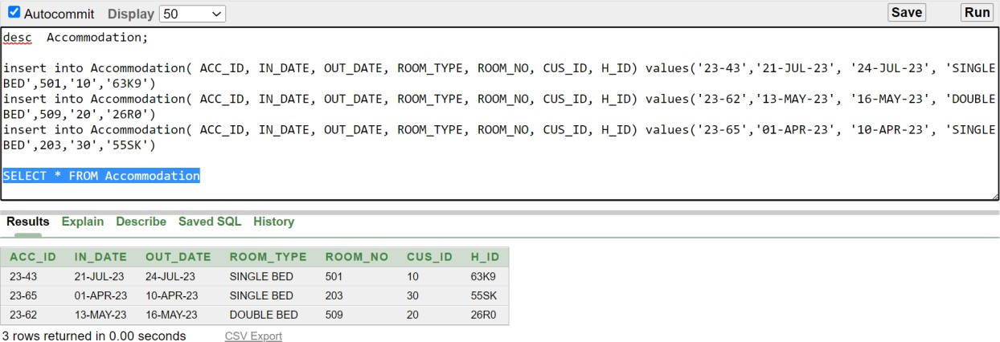 Autocommit Display 50 Save Run
desc Accommodation;
insert into Accommodation( ACC_ID, IN_DATE, OUT_DATE, ROOM_TYPE, ROOM_NO, CUS_ID, H_ID) values('23-43','21-JUL-23', '24-JUL-23', 'SINGLE
BED',501,'10','63K9')
insert into Accommodation( ACC_ID, IN_DATE, OUT_DATE, ROOM_TYPE, ROOM_NO, CUS_ID, H_ID) values('23-62','13-MAY-23', '16-MAY-23', 'DOUBLE
BED',509,'20','26R0')
insert into Accommodation( ACC_ID, IN_DATE, OUT_DATE, ROOM_TYPE, ROOM_NO, CUS_ID, H_ID) values('23-65','01-APR-23', '10-APR-23', 'SINGLE
BED',203,'30','55SK')
SELECT * FROM Accommodation
Results Explain Describe Saved SQL History
ACC_ID IN_DATE OUT_DATE ROOM_TYPE ROOM_NO CUS_ID H_ID
23-43 21-JUL-23 24-JUL-23 SINGLE BED 501 10 63K9
23-65 01-APR-23 10-APR-23 SINGLE BED 203 30 55SK
23-62 13-MAY-23 16-MAY-23 DOUBLE BED 509 20 26R0
3 rows returned in 0.00 seconds CSV Export